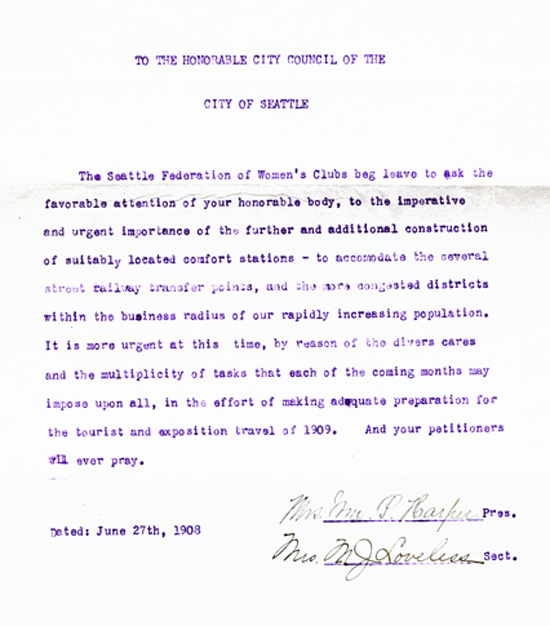 TO THE HONORABLE CITY COUNCIL OF THE
CITY OF SEATTLE
The Seattle Federation of Women's Clubs beg leave to ask the
favorable attention of your honorable body, to the imperative
and urgent importance of the further and additional construction
of suitably located comfort stations - to accomodate the several
street railway transfer points, and the more congested districts
within the business radius of our rapidly increasing population.
It is more urgent at this time, by reason of the divers cares
and the multiplicity of tasks that each of the coming months may
impose upon all, in the effort of making adequate preparation for
the tourist and exposition travel of 1909. And your petitioners
will ever pray.
Mrs. Wm. P. Harper Pres.
Dated: June 27th, 1908
Mrs. M J Loveless Sect.